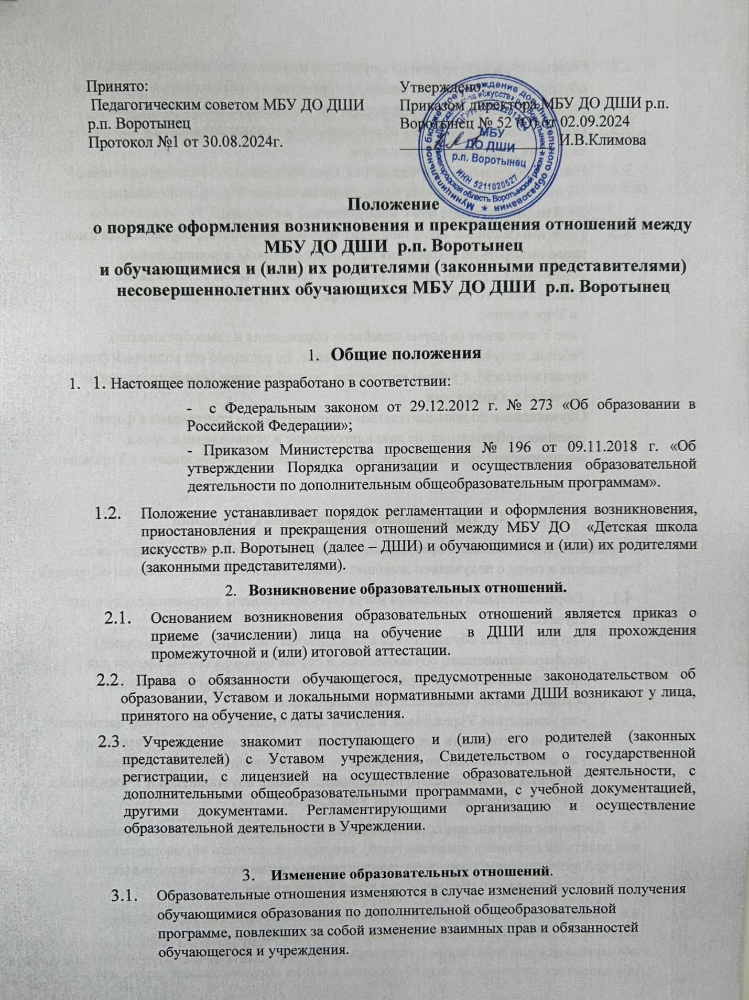 Принято:
Педагогическим советом МБУ ДО ДШИ
р.п. Воротынец
Протокол №1 от 30.08.2024г.
Утверждено:
Приказом директора МБУ ДО ДШИ р.п.
Воротынец № 52 (О) от 02.09.2024
И.В.Климова
Муниципальное бюджетное учреждение дополнительного образования
Нижегородская область Воротынский район
МБУ
ДО ДШИ
р.п. Воротынец
ИНН 5211020527
Положение
о порядке оформления возникновения и прекращения отношений между
МБУ ДО ДШИ р.п. Воротынец
и обучающимися и (или) их родителями (законными представителями)
несовершеннолетних обучающихся МБУ ДО ДШИ р.п. Воротынец
1. Общие положения
1. 1. Настоящее положение разработано в соответствии:
- с Федеральным законом от 29.12.2012 г. № 273 «Об образовании в
Российской Федерации»;
- Приказом Министерства просвещения № 196 от 09.11.2018 г. «Об
утверждении Порядка организации и осуществления образовательной
деятельности по дополнительным общеобразовательным программам».
1.2. Положение устанавливает порядок регламентации и оформления возникновения,
приостановления и прекращения отношений между МБУ ДО «Детская школа
искусств» р.п. Воротынец (далее – ДШИ) и обучающимися и (или) их родителями
(законными представителями).
2. Возникновение образовательных отношений.
2.1. Основанием возникновения образовательных отношений является приказ о
приеме (зачислении) лица на обучение в ДШИ или для прохождения
промежуточной и (или) итоговой аттестации.
2.2. Права о обязанности обучающегося, предусмотренные законодательством об
образовании, Уставом и локальными нормативными актами ДШИ возникают у лица,
принятого на обучение, с даты зачисления.
2.3. Учреждение знакомит поступающего и (или) его родителей (законных
представителей) с Уставом учреждения, Свидетельством о государственной
регистрации, с лицензией на осуществление образовательной деятельности, с
дополнительными общеобразовательными программами, с учебной документацией,
другими документами. Регламентирующими организацию и осуществление
образовательной деятельности в Учреждении.
3. Изменение образовательных отношений.
3.1. Образовательные отношения изменяются в случае изменений условий получения
обучающимися образования по дополнительной общеобразовательной
программе, повлекших за собой изменение взаимных прав и обязанностей
обучающегося и учреждения.